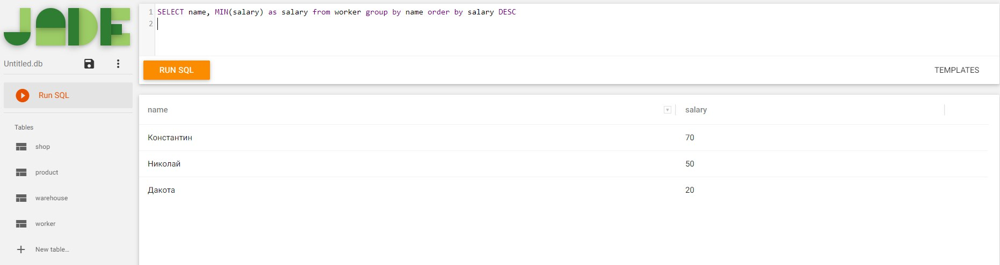 JADE
Untitled.db
Run SQL
Tables
shop
product
warehouse
worker
New table...
1 SELECT name, MIN(salary) as salary from worker group by name order by salary DESC
2
RUN SQL
TEMPLATES
name salary
Константин 70
Николай 50
Дакота 20